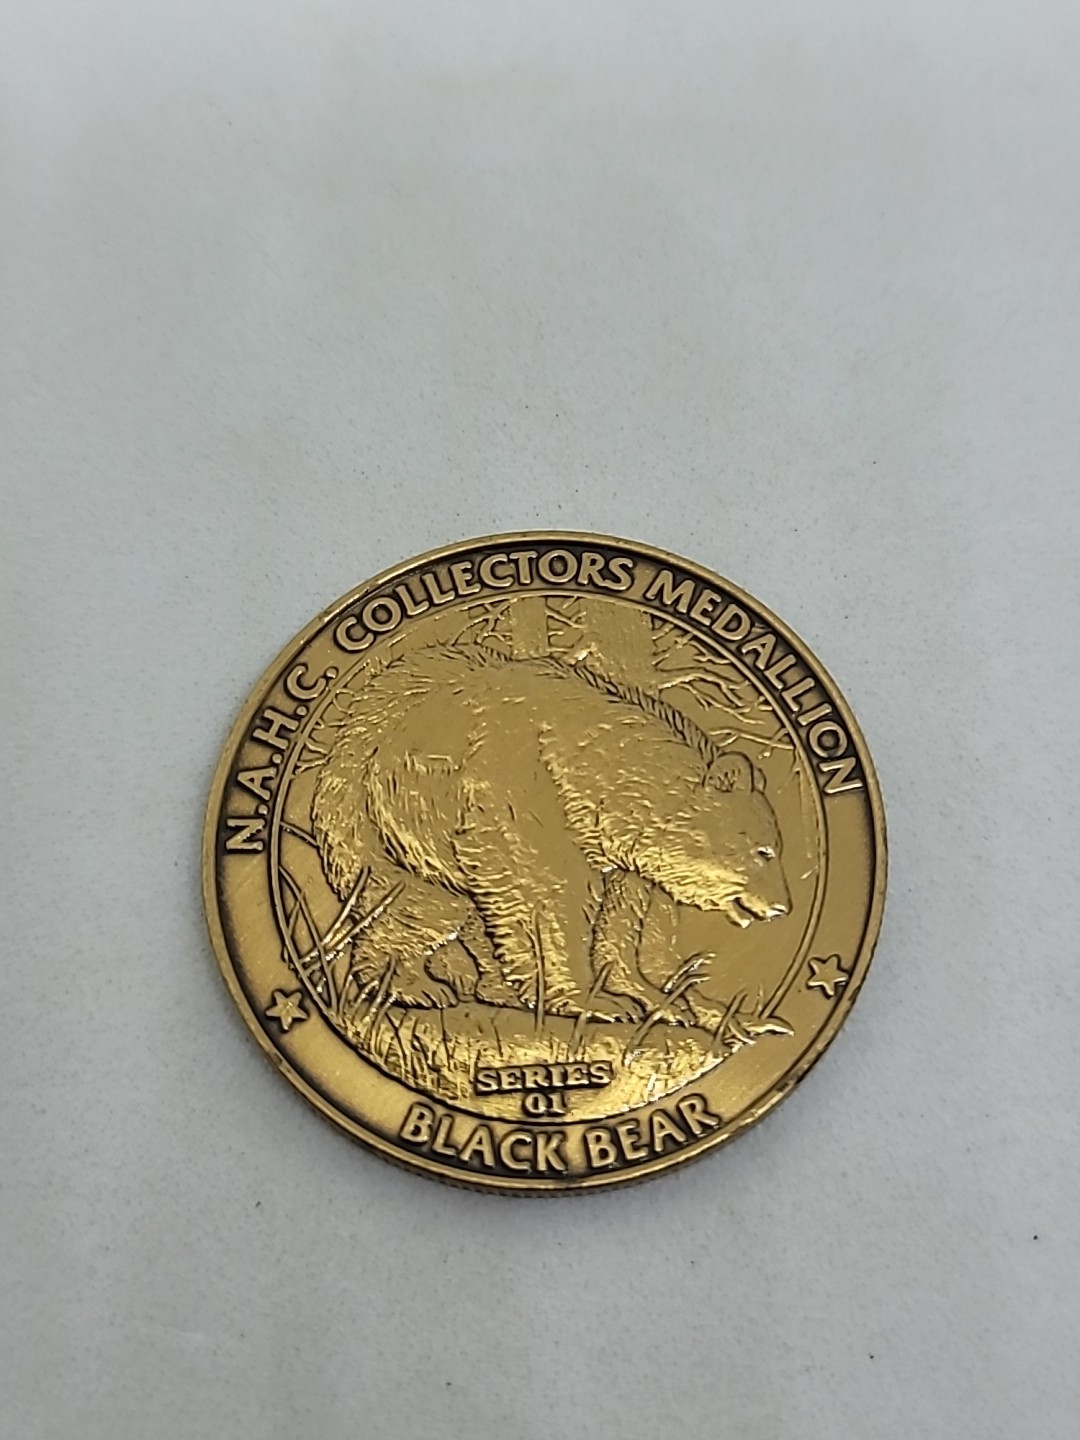 N.A.H.C. COLLECTORS MEDALLION
SERIES
01
BLACK BEAR